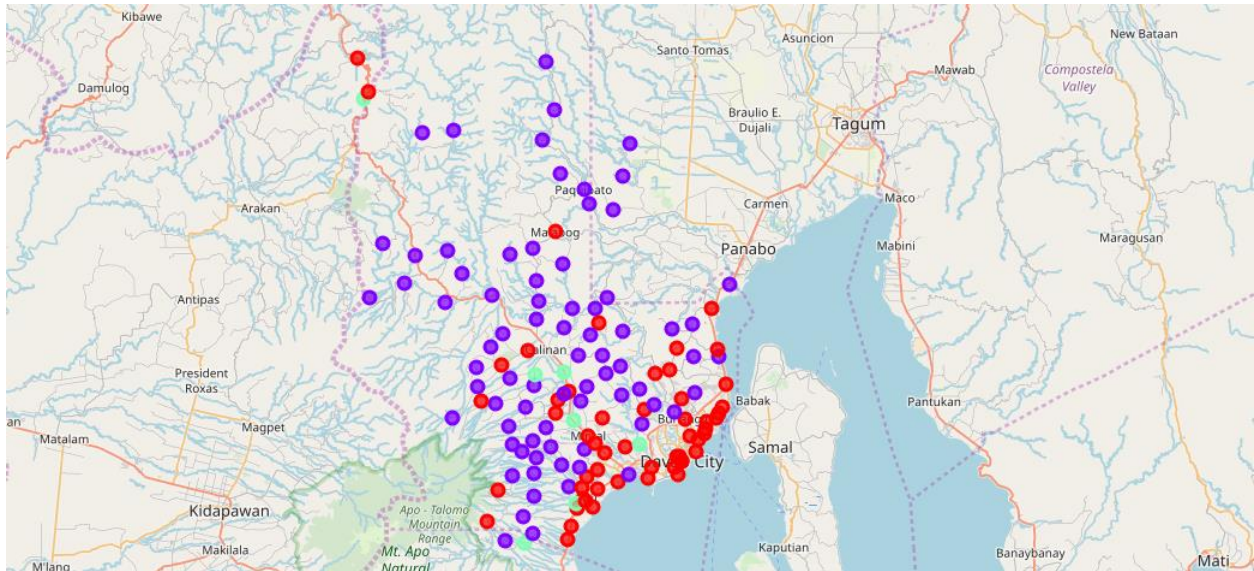 Kibawe
New Bataan
Asuncion
Santo Tomas
Mawab
Compostela
Valley
Damulog
Braulio E.
Dujali
Tagum
Maco
Carmen
Arakan
Maragusan
Panabo
Mabini
Antipas
President
Roxas
Babak
Pantukan
Magpet
Matalam
Samal
City
Kidapawan
Apo - Talomo
Mountain
Range
Makilala
Kaputian
Mt. Apo
Natural
Banaybanay
Mati
M'lang